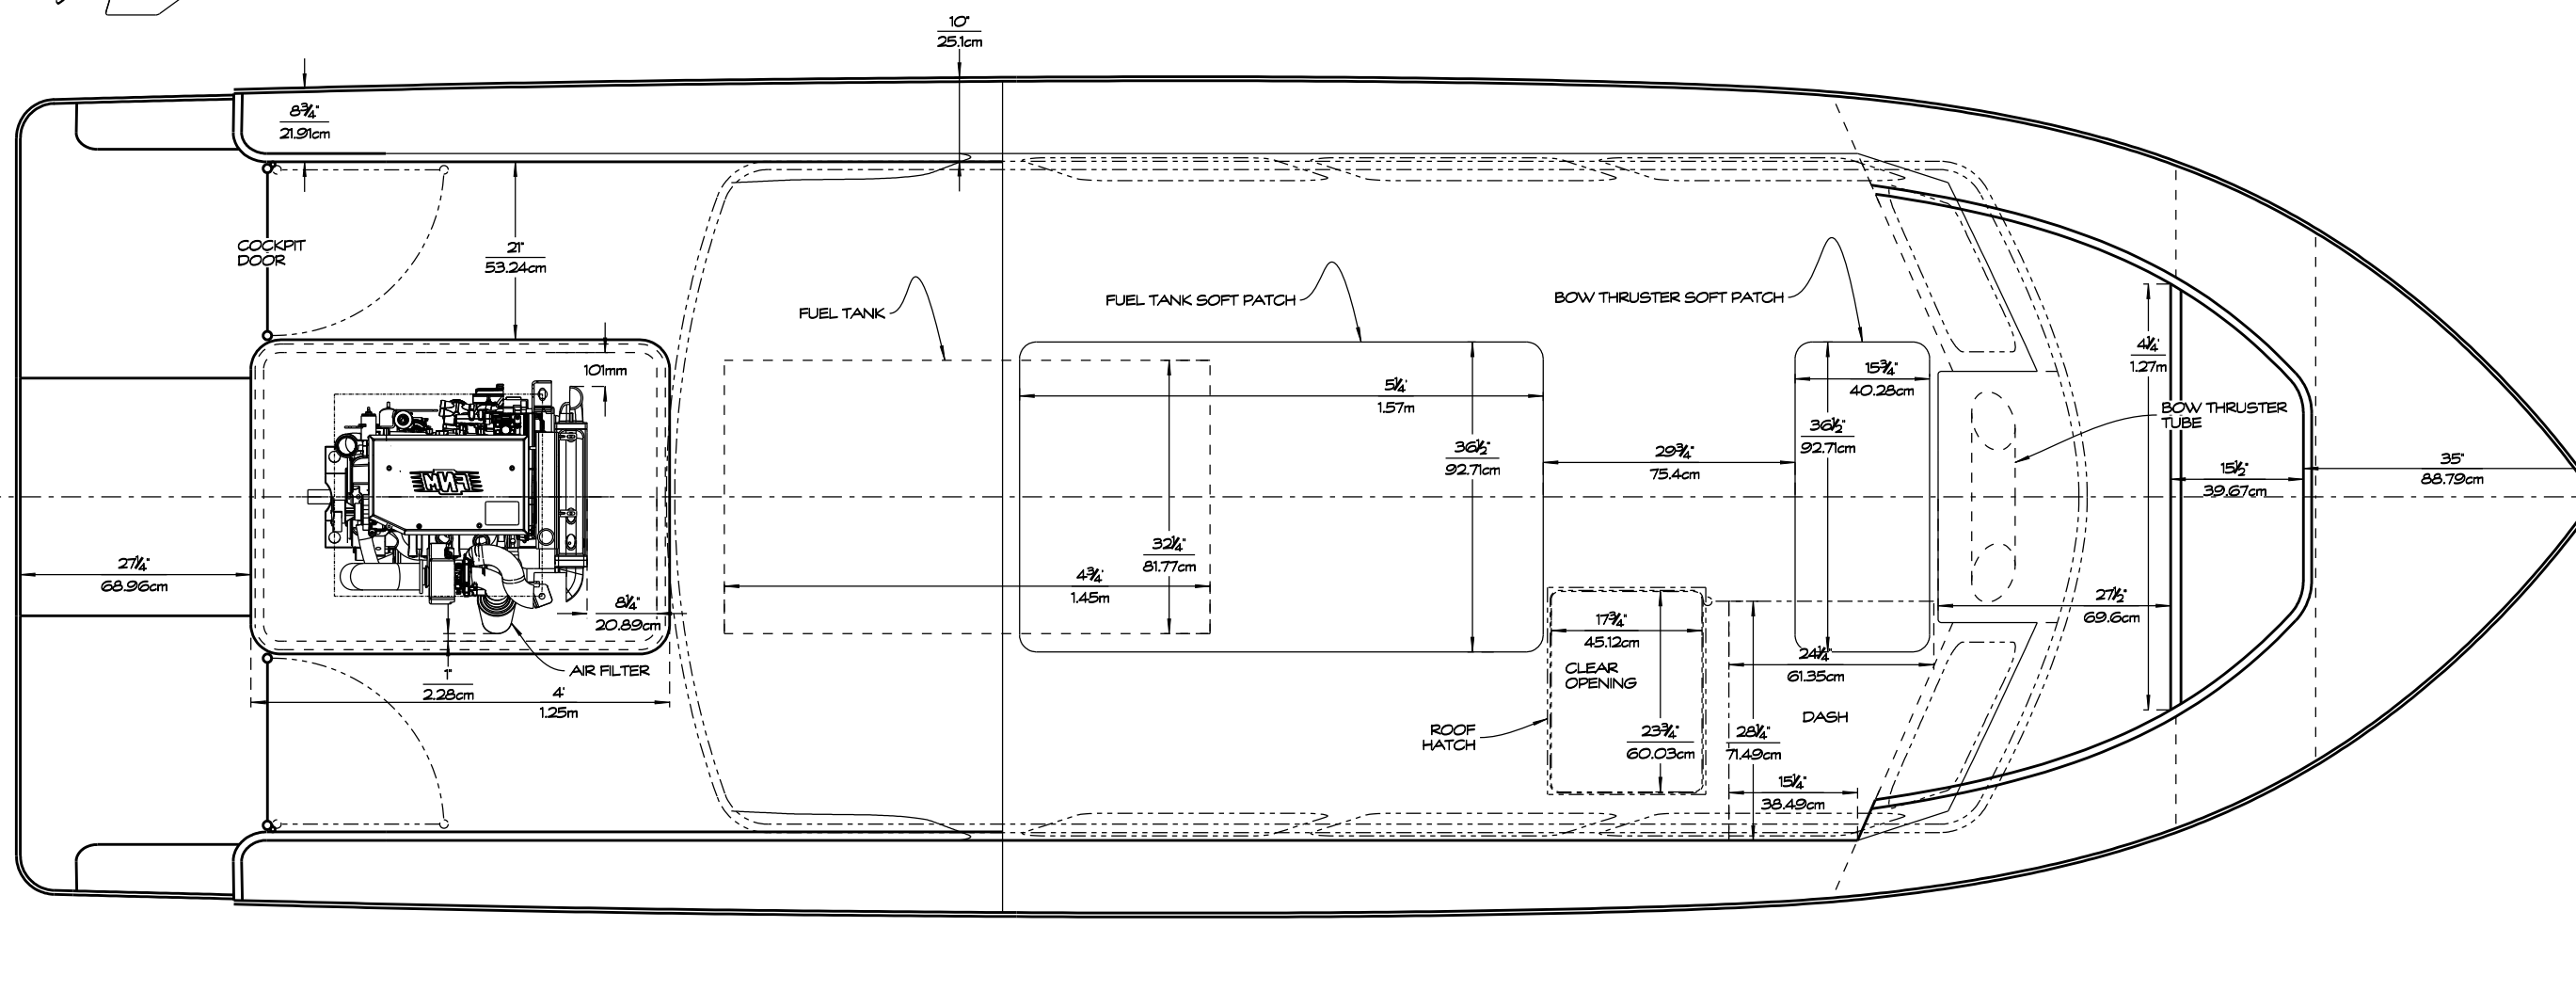 10"
25.1cm
8¾"
21.91cm
COCKPIT
DOOR
21"
53.24cm
FUEL TANK
FUEL TANK SOFT PATCH
BOW THRUSTER SOFT PATCH
101mm
5¼'
1.57m
15¾"
40.28cm
4¼'
1.27m
BOW THRUSTER
TUBE
36½"
92.71cm
36½"
92.71cm
29¾"
75.4cm
15½"
39.67cm
35"
88.79cm
FNM
27¼"
68.96cm
32¼"
81.77cm
4¾'
1.45m
8¼"
20.89cm
27½"
69.6cm
17¾"
45.12cm
CLEAR
OPENING
24¼"
61.35cm
AIR FILTER
1"
2.28cm
4'
1.25m
DASH
ROOF
HATCH
23¾"
60.03cm
28¼"
71.49cm
15¼"
38.49cm